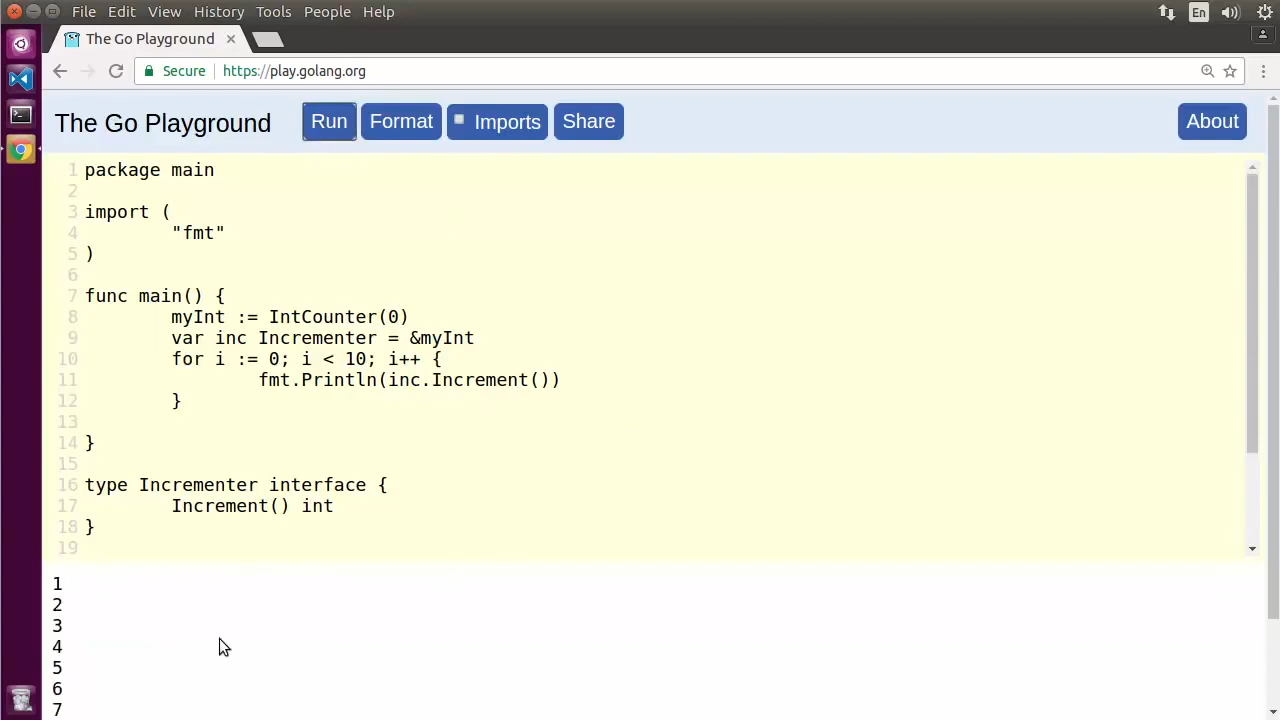 File Edit View History Tools People Help
En
The Go Playground
Secure https://play.golang.org
The Go Playground Run Format Imports Share About
1 package main
2
3 import (
4 "fmt"
5 )
6
7 func main() {
8 myInt := IntCounter(0)
9 var inc Incrementer = &myInt
10 for i := 0; i < 10; i++ {
11 fmt.Println(inc.Increment())
12 }
13
14 }
15
16 type Incrementer interface {
17 Increment() int
18 }
19
1
2
3
4
5
6
7